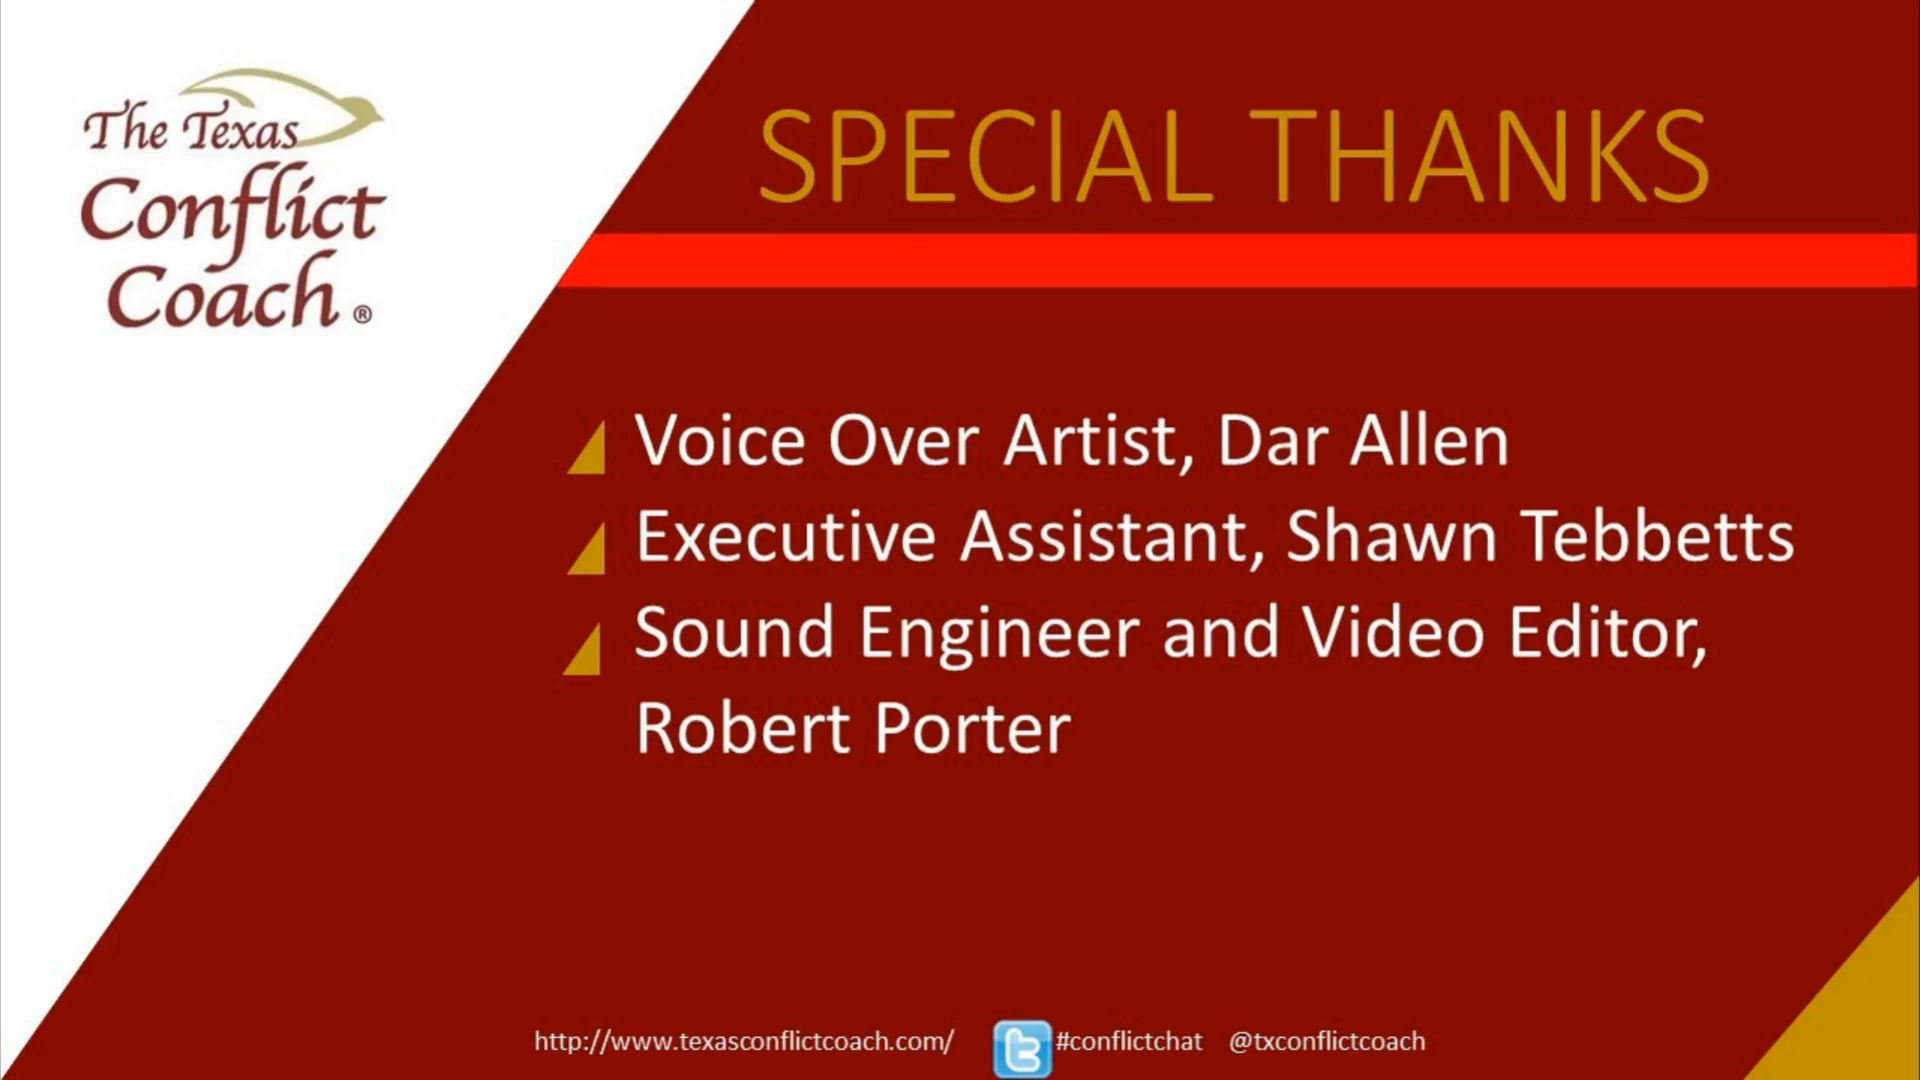 The Texas
Conflict
Coach ®
SPECIAL THANKS
Voice Over Artist, Dar Allen
Executive Assistant, Shawn Tebbetts
Sound Engineer and Video Editor,
Robert Porter
http://www.texasconflictcoach.com/ #conflictchat @txconflictcoach